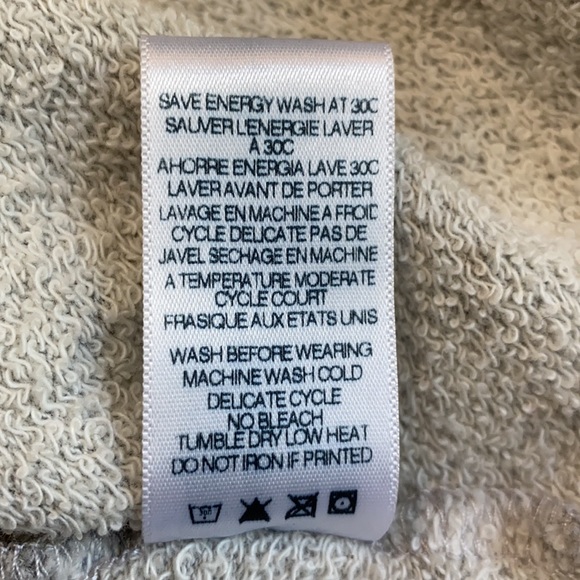 SAVE ENERGY WASH AT 30C
SAUVER L'ENERGIE LAVER
A 30C
AHORRE ENERGIA LAVE 30C
LAVER AVANT DE PORTER
LAVAGE EN MACHINE A FROID
CYCLE DELICATE PAS DE
JAVEL SECHAGE EN MACHINE
A TEMPERATURE MODERATE
CYCLE COURT
FRASIQUE AUX ETATS UNIS
WASH BEFORE WEARING
MACHINE WASH COLD
DELICATE CYCLE
NO BLEACH
TUMBLE DRY LOW HEAT
DO NOT IRON IF PRINTED